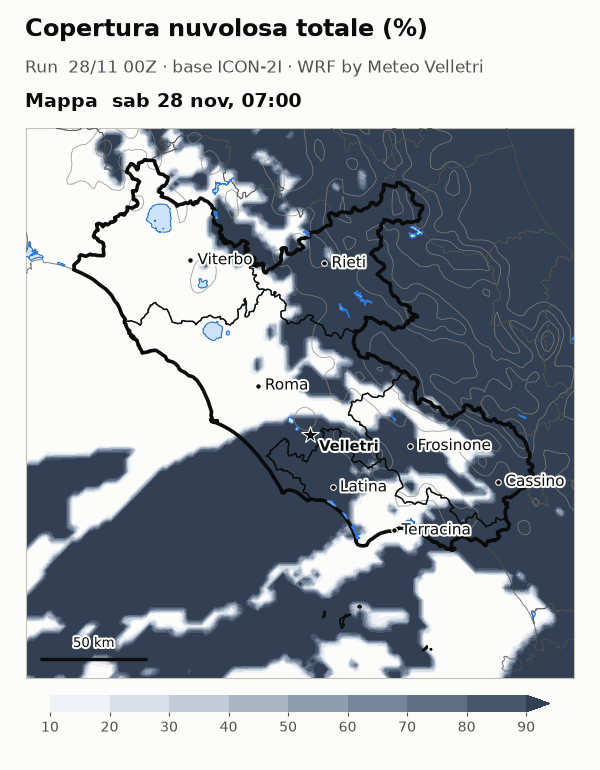 Copertura nuvolosa totale (%)
Run  28/11 00Z · base ICON-2I · WRF by Meteo Velletri
Mappa  sab 28 nov, 07:00
Viterbo
Rieti
Roma
Velletri
Frosinone
Cassino
Latina
Terracina
50 km
10 20 30 40 50 60 70 80 90